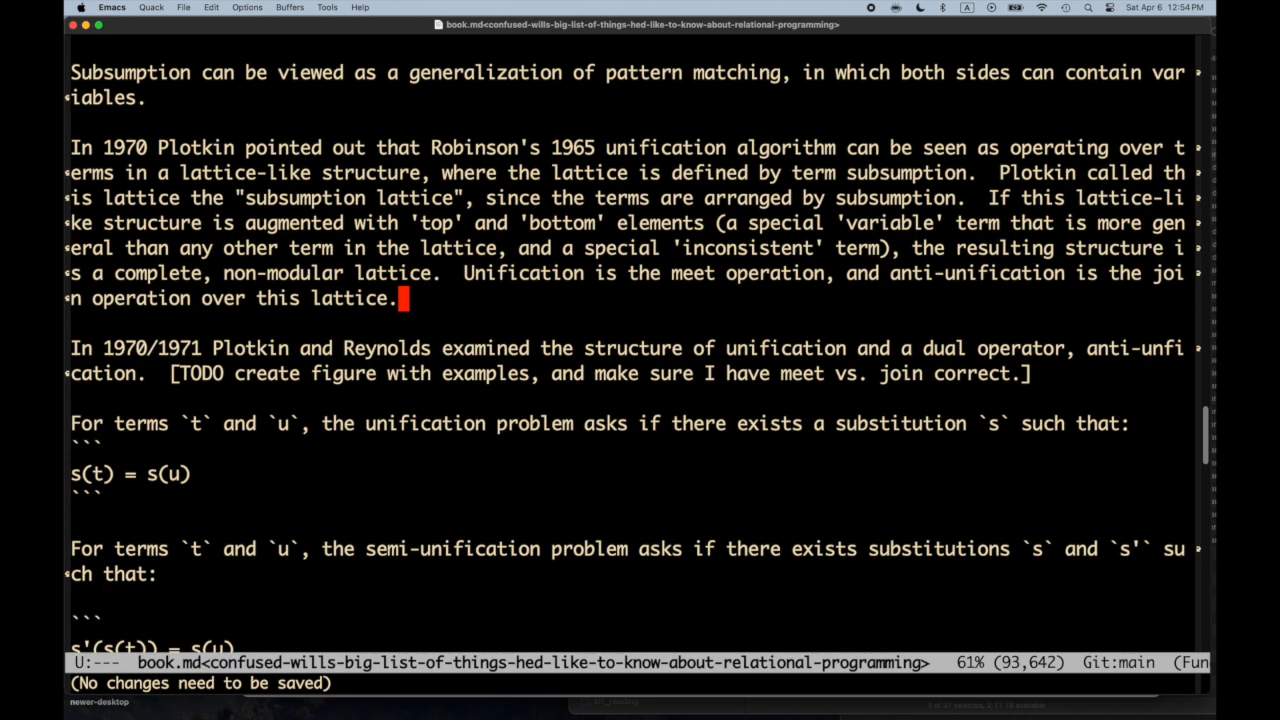 Emacs Quack File Edit Options Buffers Tools Help A Sat Apr 6 12:54 PM
book.md<confused-wills-big-list-of-things-hed-like-to-know-about-relational-programming>
Subsumption can be viewed as a generalization of pattern matching, in which both sides can contain var
iables.
In 1970 Plotkin pointed out that Robinson's 1965 unification algorithm can be seen as operating over t
erms in a lattice-like structure, where the lattice is defined by term subsumption.  Plotkin called th
is lattice the "subsumption lattice", since the terms are arranged by subsumption.  If this lattice-li
ke structure is augmented with 'top' and 'bottom' elements (a special 'variable' term that is more gen
eral than any other term in the lattice, and a special 'inconsistent' term), the resulting structure i
s a complete, non-modular lattice.  Unification is the meet operation, and anti-unification is the joi
n operation over this lattice.
In 1970/1971 Plotkin and Reynolds examined the structure of unification and a dual operator, anti-unfi
cation.  [TODO create figure with examples, and make sure I have meet vs. join correct.]
For terms `t` and `u`, the unification problem asks if there exists a substitution `s` such that:
```
s(t) = s(u)
```
For terms `t` and `u`, the semi-unification problem asks if there exists substitutions `s` and `s'` su
ch that:
```
s'(s(t)) = s(u)
U:---  book.md<confused-wills-big-list-of-things-hed-like-to-know-about-relational-programming>  61% (93,642)  Git:main  (Fun
(No changes need to be saved)
newer-desktop